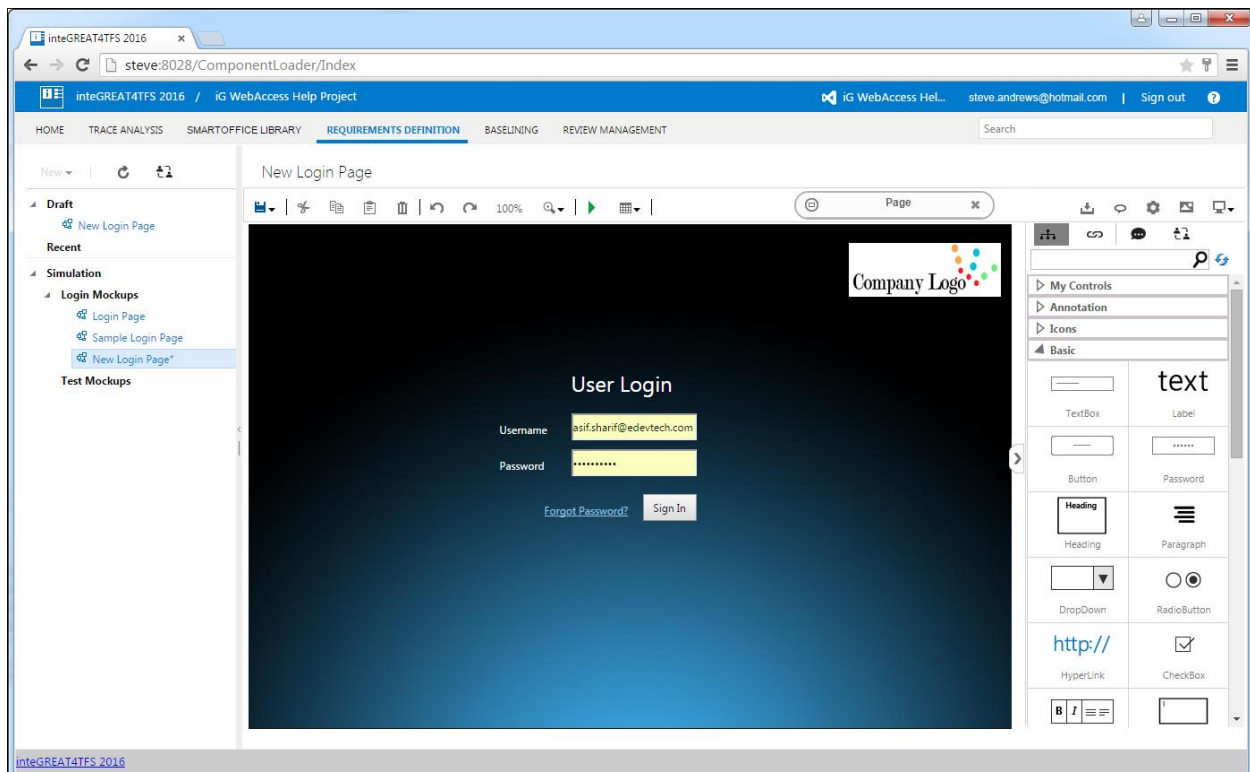 inteGREAT4TFS 2016
steve:8028/ComponentLoader/Index
inteGREAT4TFS 2016 / iG WebAccess Help Project
iG WebAccess Hel...
steve.andrews@hotmail.com | Sign out ?
HOME TRACE ANALYSIS SMARTOFFICE LIBRARY REQUIREMENTS DEFINITION BASELINING REVIEW MANAGEMENT
Search
New
New Login Page
Draft
New Login Page
Recent
Simulation
Login Mockups
Login Page
Sample Login Page
New Login Page*
Test Mockups
100%
Page
Company Logo
User Login
Username asif.sharif@edevtech.com
Password ••••••••••
Forgot Password? Sign In
My Controls
Annotation
Icons
Basic
text
TextBox Label
Button Password
Heading
Heading Paragraph
DropDown RadioButton
http://
HyperLink CheckBox
B I
inteGREAT4TFS 2016